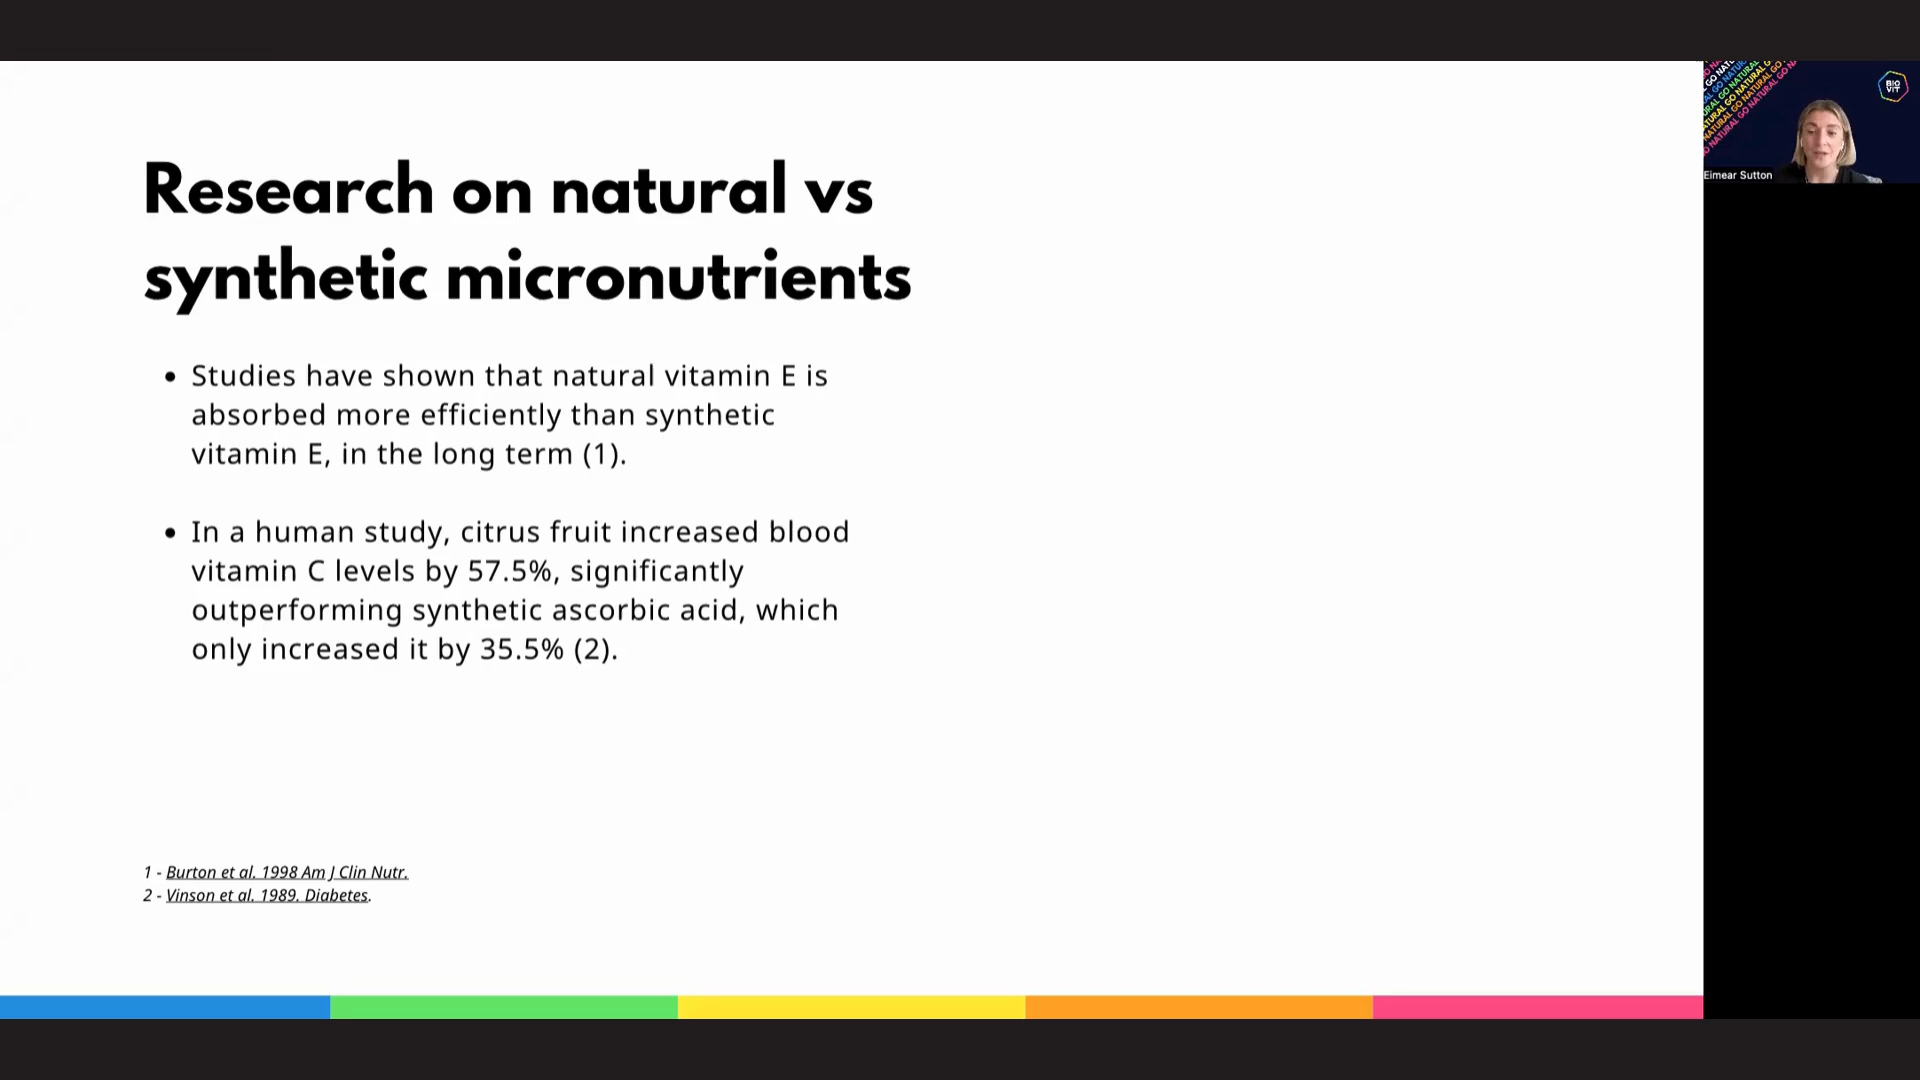 Research on natural vs
synthetic micronutrients
• Studies have shown that natural vitamin E is
absorbed more efficiently than synthetic
vitamin E, in the long term (1).
• In a human study, citrus fruit increased blood
vitamin C levels by 57.5%, significantly
outperforming synthetic ascorbic acid, which
only increased it by 35.5% (2).
1 - Burton et al. 1998 Am J Clin Nutr.
2 - Vinson et al. 1989. Diabetes.
BIO
VIT
Eimear Sutton